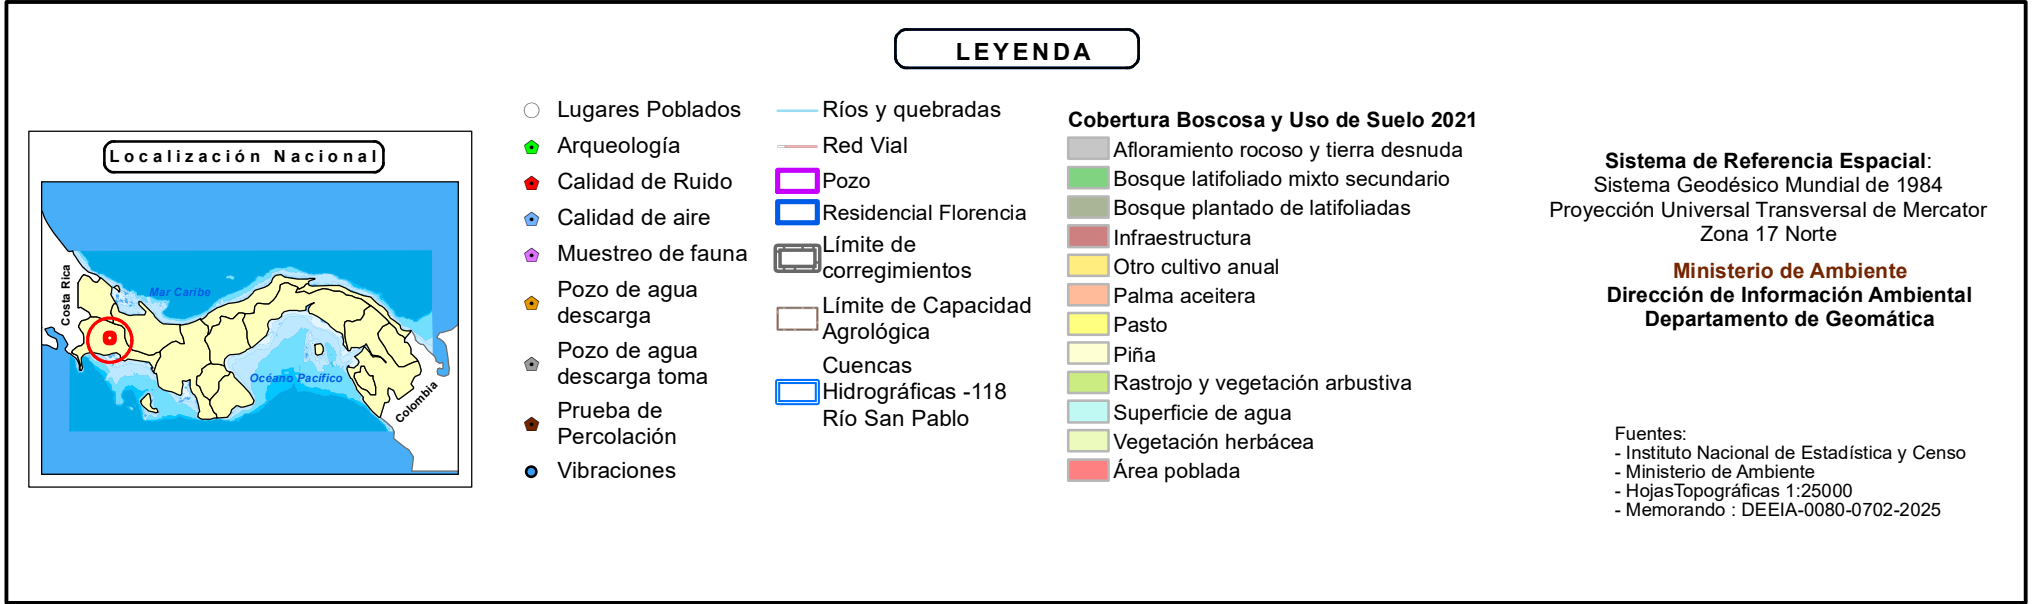 LEYENDA
Localización Nacional
Costa Rica
Mar Caribe
Océano Pacífico
Colombia
Lugares Poblados
Arqueología
Calidad de Ruido
Calidad de aire
Muestreo de fauna
Pozo de agua
descarga
Pozo de agua
descarga toma
Prueba de
Percolación
Vibraciones
Ríos y quebradas
Red Vial
Pozo
Residencial Florencia
Límite de
corregimientos
Límite de Capacidad
Agrológica
Cuencas
Hidrográficas -118
Río San Pablo
Cobertura Boscosa y Uso de Suelo 2021
Afloramiento rocoso y tierra desnuda
Bosque latifoliado mixto secundario
Bosque plantado de latifoliadas
Infraestructura
Otro cultivo anual
Palma aceitera
Pasto
Piña
Rastrojo y vegetación arbustiva
Superficie de agua
Vegetación herbácea
Área poblada
Sistema de Referencia Espacial:
Sistema Geodésico Mundial de 1984
Proyección Universal Transversal de Mercator
Zona 17 Norte
Ministerio de Ambiente
Dirección de Información Ambiental
Departamento de Geomática
Fuentes:
- Instituto Nacional de Estadística y Censo
- Ministerio de Ambiente
- HojasTopográficas 1:25000
- Memorando : DEEIA-0080-0702-2025